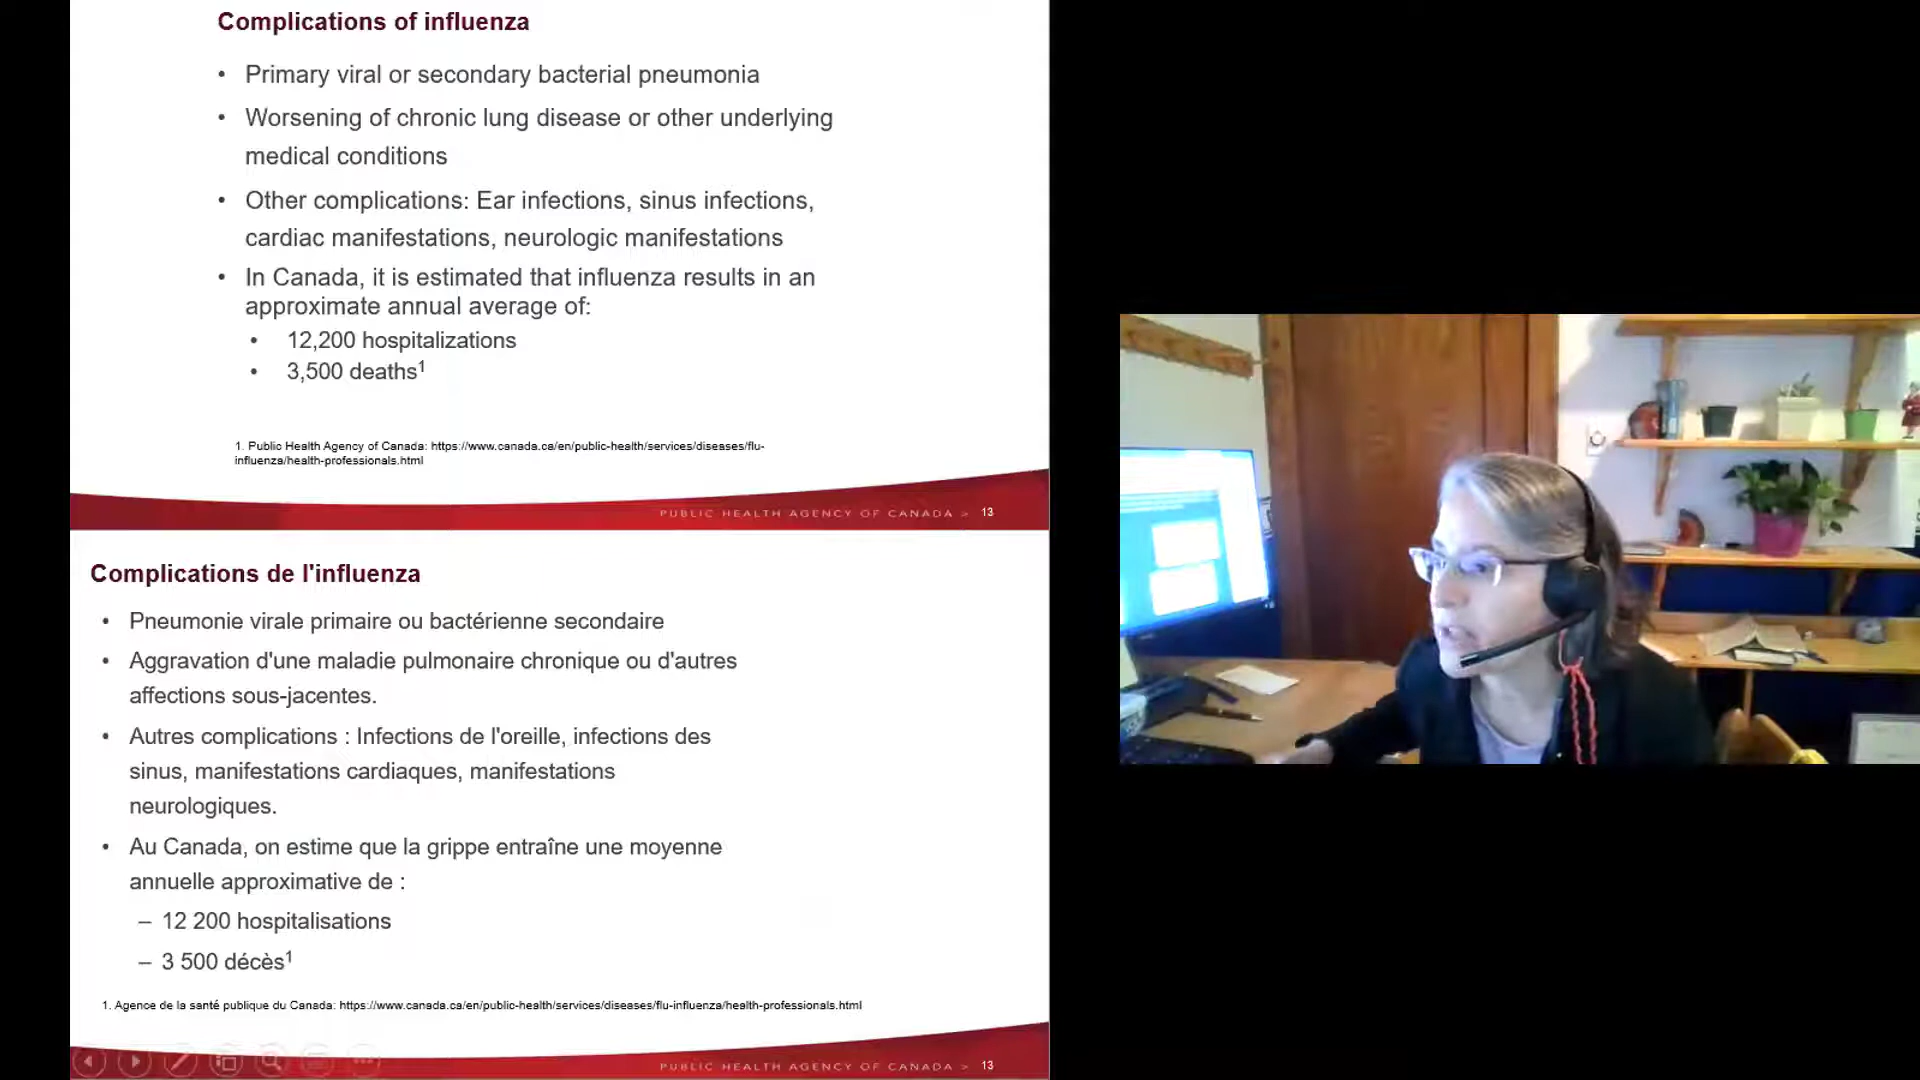 Complications of influenza
• Primary viral or secondary bacterial pneumonia
• Worsening of chronic lung disease or other underlying
medical conditions
• Other complications: Ear infections, sinus infections,
cardiac manifestations, neurologic manifestations
• In Canada, it is estimated that influenza results in an
approximate annual average of:
• 12,200 hospitalizations
• 3,500 deaths¹
1. Public Health Agency of Canada: https://www.canada.ca/en/public-health/services/diseases/flu-
influenza/health-professionals.html
PUBLIC HEALTH AGENCY OF CANADA > 13
Complications de l'influenza
• Pneumonie virale primaire ou bactérienne secondaire
• Aggravation d'une maladie pulmonaire chronique ou d'autres
affections sous-jacentes.
• Autres complications : Infections de l'oreille, infections des
sinus, manifestations cardiaques, manifestations
neurologiques.
• Au Canada, on estime que la grippe entraîne une moyenne
annuelle approximative de :
– 12 200 hospitalisations
– 3 500 décès¹
1. Agence de la santé publique du Canada: https://www.canada.ca/en/public-health/services/diseases/flu-influenza/health-professionals.html
PUBLIC HEALTH AGENCY OF CANADA > 13